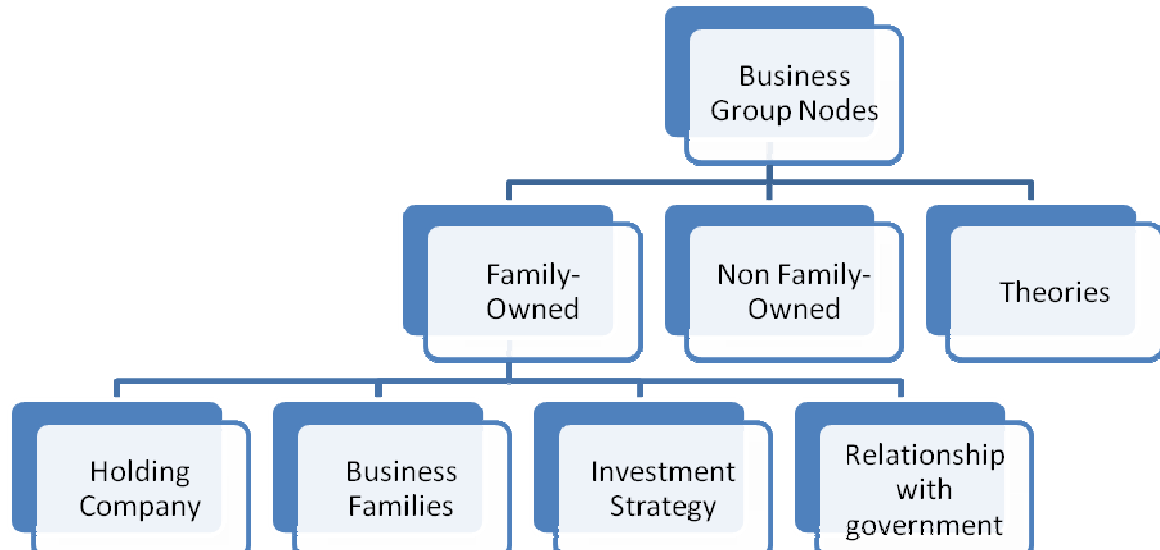 Business
Group Nodes
Family-
Owned
Non Family-
Owned
Theories
Holding
Company
Business
Families
Investment
Strategy
Relationship
with
government